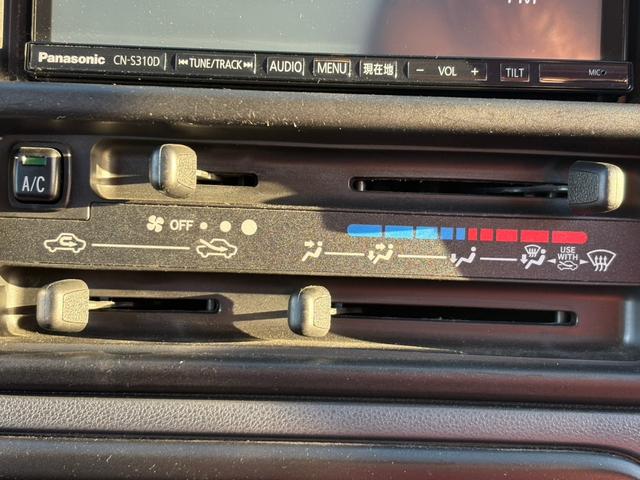 Panasonic CN-S310D TUNE/TRACK AUDIO MENU 現在地 − VOL + TILT MIC
A/C
OFF
USE
WITH